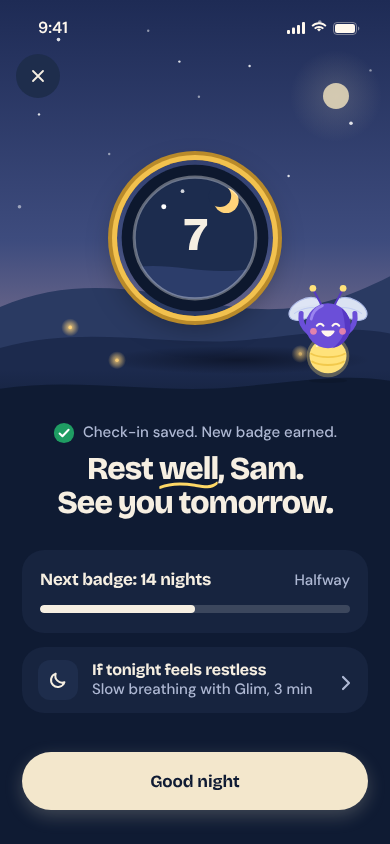 9:41
7
Check-in saved. New badge earned.
Rest well, Sam.
See you tomorrow.
Next badge: 14 nights
Halfway
If tonight feels restless
Slow breathing with Glim, 3 min
Good night